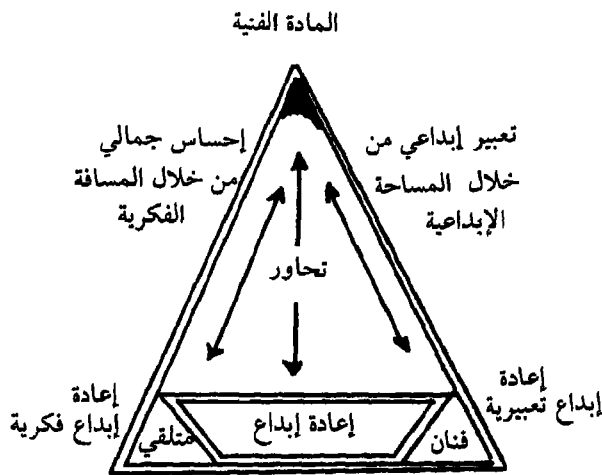 المادة الفنية
تعبير إبداعي من
خلال المساحة
الإبداعية
إحساس جمالي
من خلال المسافة
الفكرية
تحاور
إعادة
إبداع تعبيرية
إعادة
إبداع فكرية
فنان
إعادة إبداع
متلقي